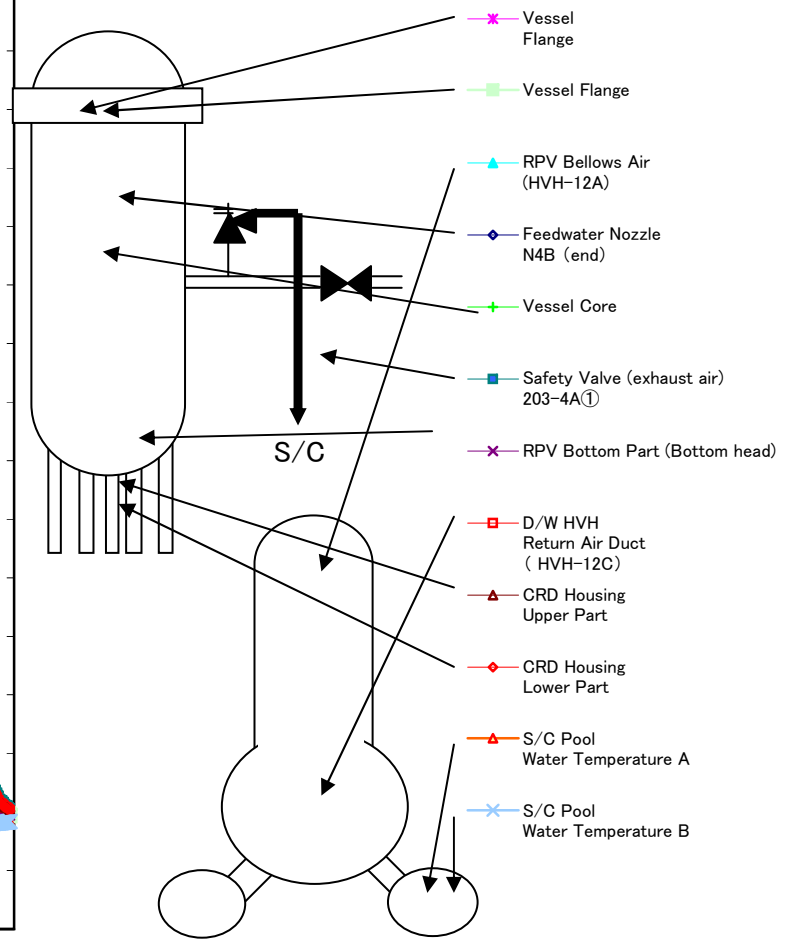 Vessel
Flange
Vessel Flange
RPV Bellows Air
(HVH-12A)
Feedwater Nozzle
N4B (end)
Vessel Core
Safety Valve (exhaust air)
203-4A①
S/C
RPV Bottom Part (Bottom head)
D/W HVH
Return Air Duct
( HVH-12C)
CRD Housing
Upper Part
CRD Housing
Lower Part
S/C Pool
Water Temperature A
S/C Pool
Water Temperature B